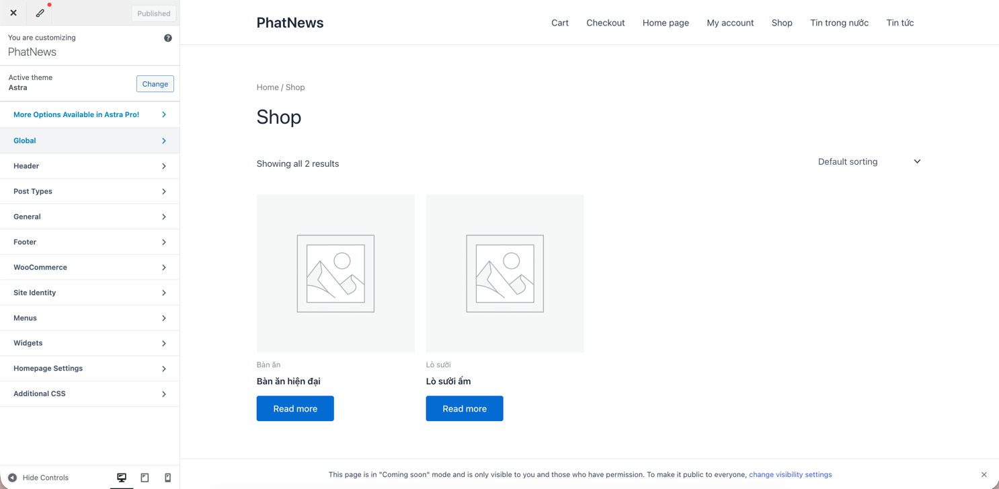 Published
You are customizing
PhatNews
Active theme
Astra
Change
More Options Available in Astra Pro!
Global
Header
Post Types
General
Footer
WooCommerce
Site Identity
Menus
Widgets
Homepage Settings
Additional CSS
Hide Controls
PhatNews
Cart Checkout Home page My account Shop Tin trong nước Tin tức
Home / Shop
Shop
Showing all 2 results
Default sorting
Bàn ăn
Bàn ăn hiện đại
Read more
Lò sưởi
Lò sưởi ấm
Read more
This page is in "Coming soon" mode and is only visible to you and those who have permission. To make it public to everyone, change visibility settings